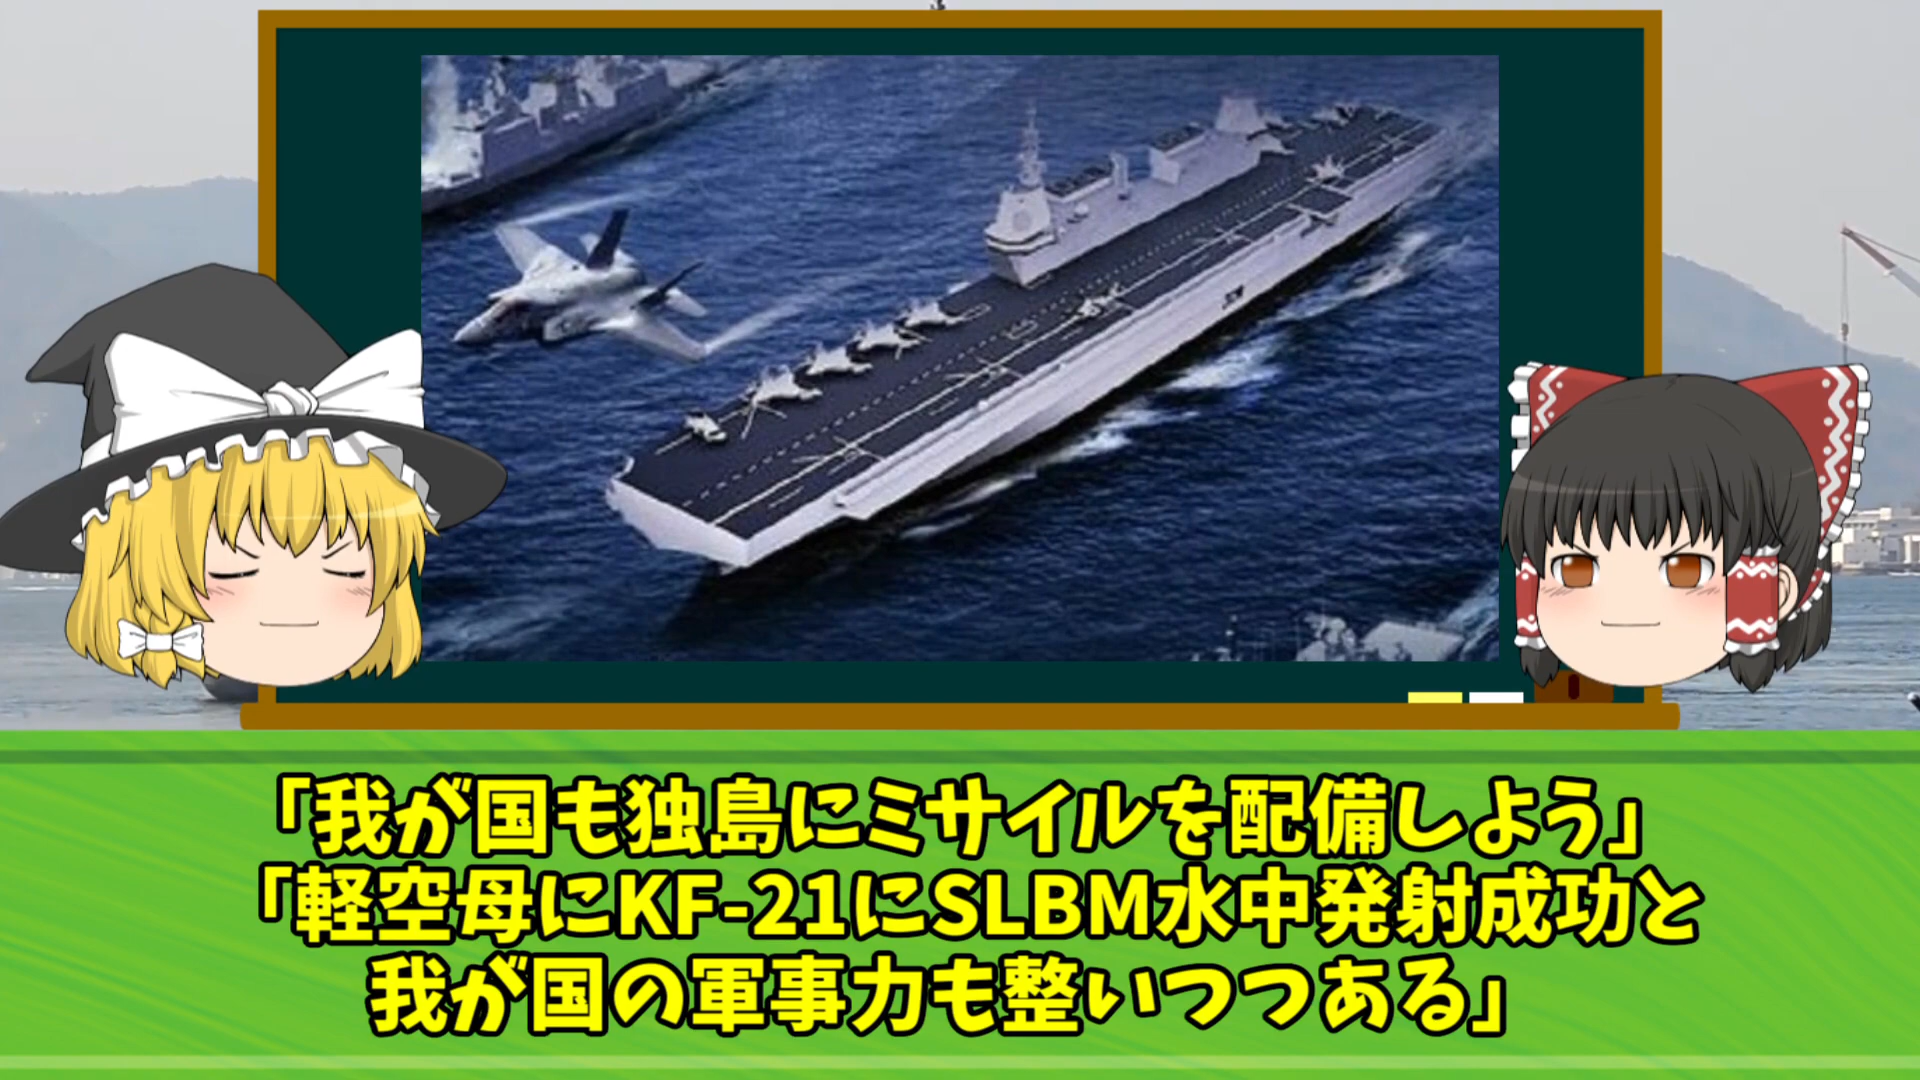 「我が国も独島にミサイルを配備しよう」
「軽空母にKF-21にSLBM水中発射成功と
我が国の軍事力も整いつつある」